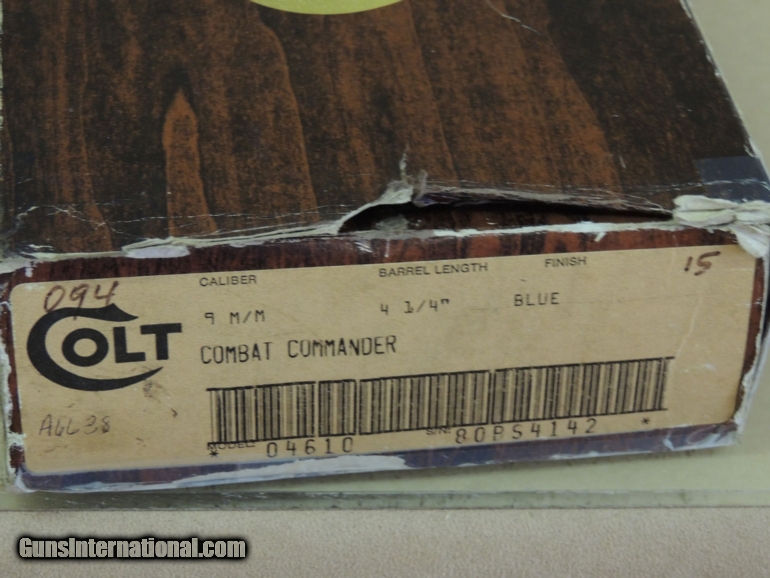 094
CALIBER BARREL LENGTH FINISH 15
9 M/M 4 1/4" BLUE
COLT
COMBAT COMMANDER
A6638
MODEL: S/N:
* 04610 80BS4142 *
GunsInternational.com